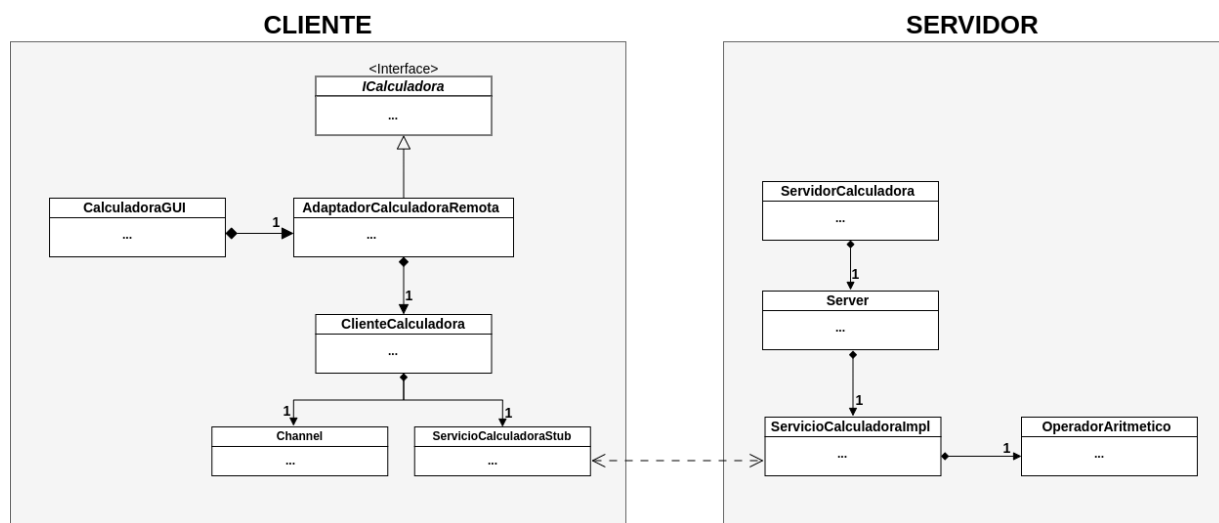 CLIENTE
<Interface>
ICalculadora
...
CalculadoraGUI
...
1
AdaptadorCalculadoraRemota
...
1
ClienteCalculadora
...
1
1
Channel
...
ServicioCalculadoraStub
...
SERVIDOR
ServidorCalculadora
...
1
Server
...
1
ServicioCalculadoraImpl
...
1
OperadorAritmetico
...